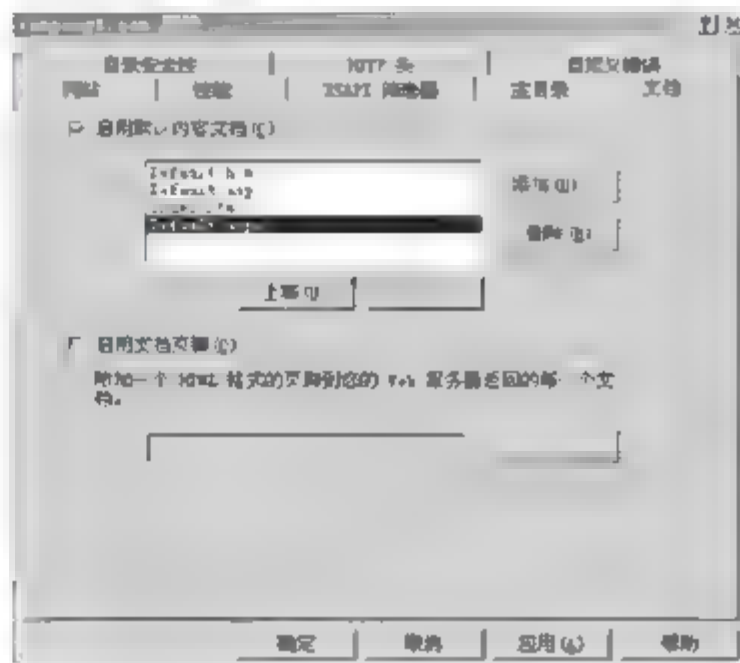 目录安全性 HTTP 头 自定义错误
网站 性能 ISAPI 筛选器 主目录 文档
启用默认内容文档(C)
Default.htm
Default.asp
添加(D)
删除(R)
上移(U)
启用文档页脚(O)
附加一个 HTML 格式的页脚到您的 Web 服务器返回的每一个文
档。
确定 取消 应用(A) 帮助